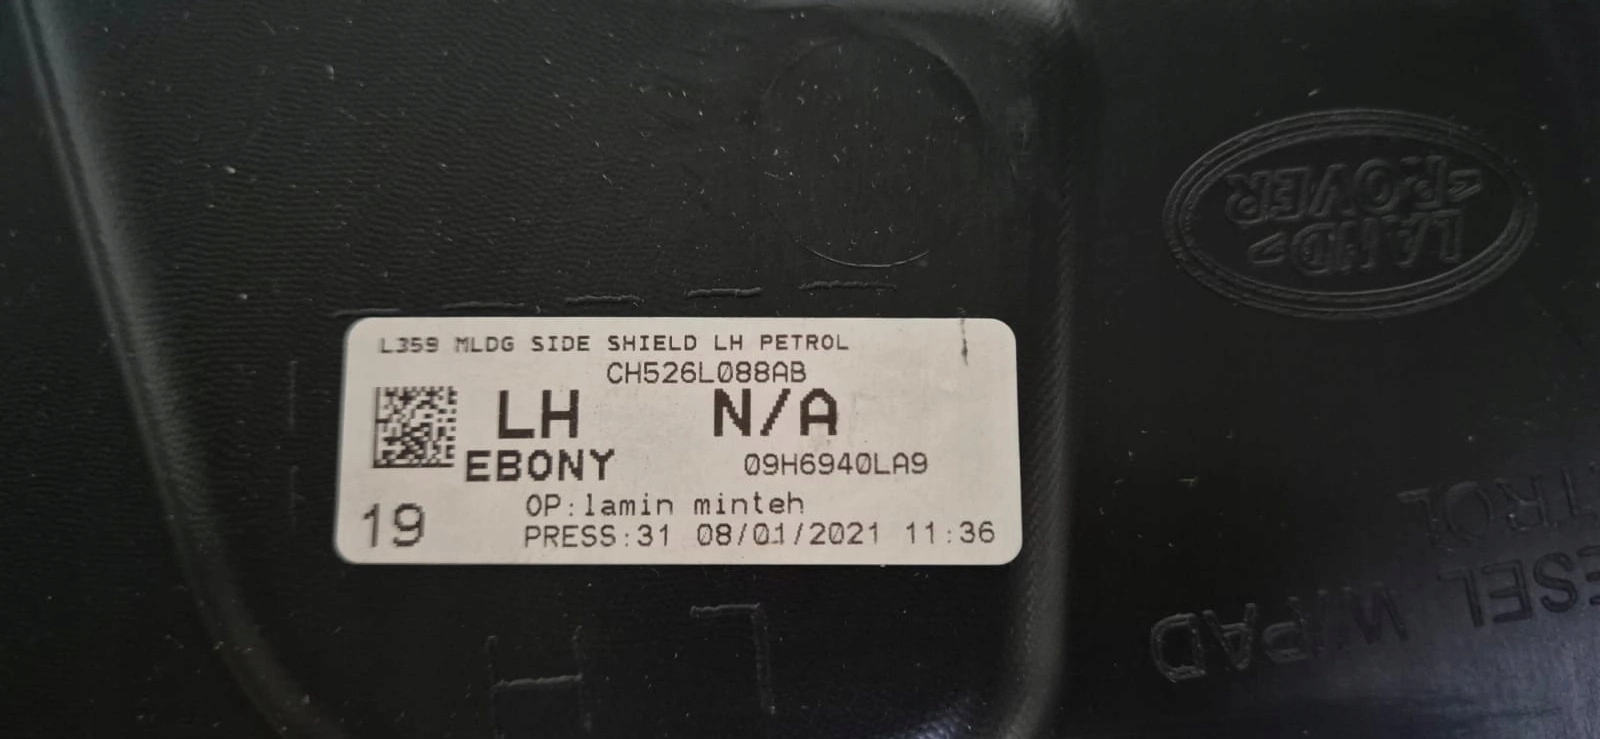 L359 MLDG SIDE SHIELD LH PETROL
CH526L088AB
LH N/A
EBONY 09H6940LA9
19 OP:lamin minteh
PRESS:31 08/01/2021 11:36
LAND
ROVER
LH